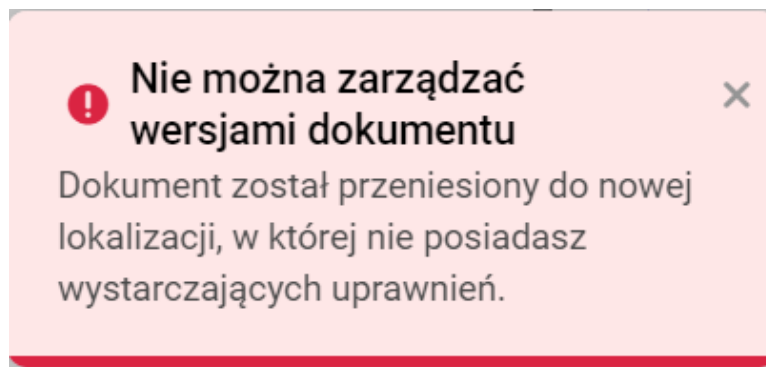 Nie można zarządzać
wersjami dokumentu
Dokument został przeniesiony do nowej
lokalizacji, w której nie posiadasz
wystarczających uprawnień.